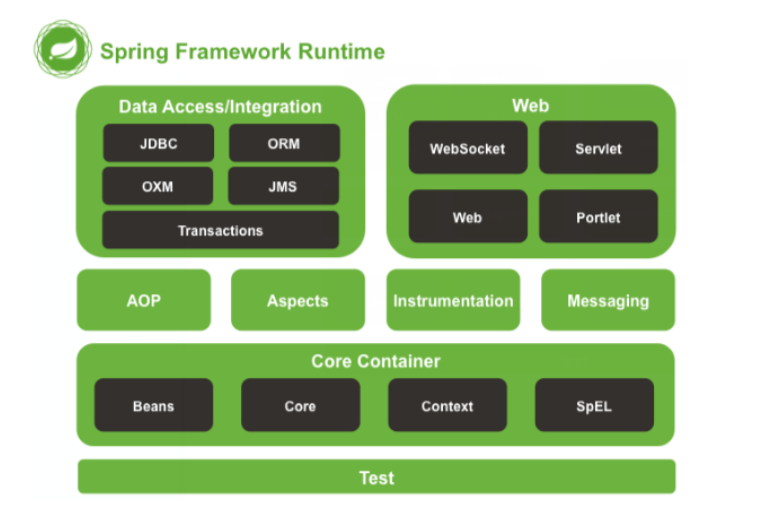 Spring Framework Runtime
Data Access/Integration
JDBC
ORM
OXM
JMS
Transactions
Web
WebSocket
Servlet
Web
Portlet
AOP
Aspects
Instrumentation
Messaging
Core Container
Beans
Core
Context
SpEL
Test